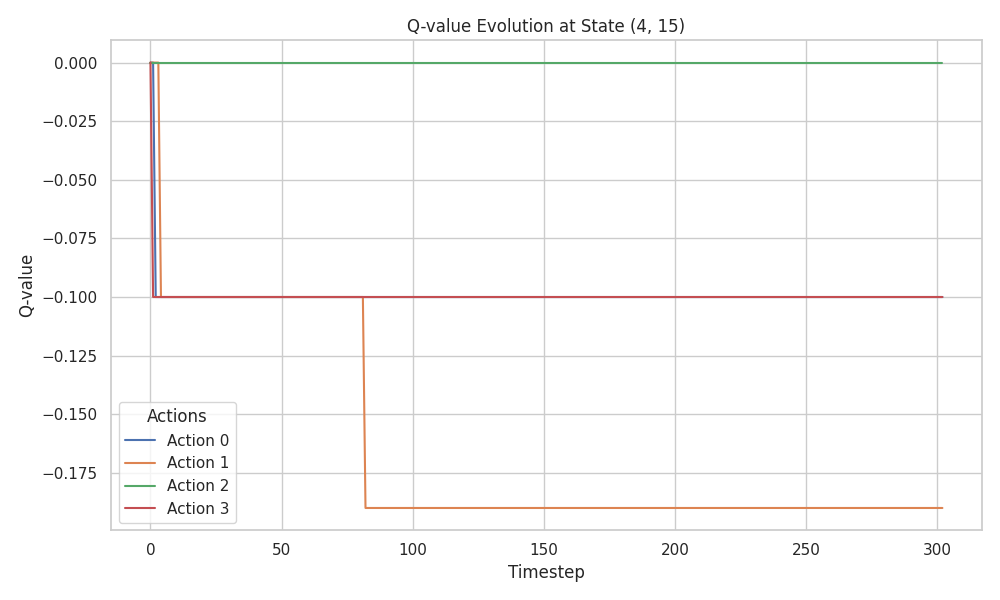 Q-value Evolution at State (4, 15)
Q-value
0.000
−0.025
−0.050
−0.075
−0.100
−0.125
−0.150
−0.175
Actions
Action 0
Action 1
Action 2
Action 3
0 50 100 150 200 250 300
Timestep